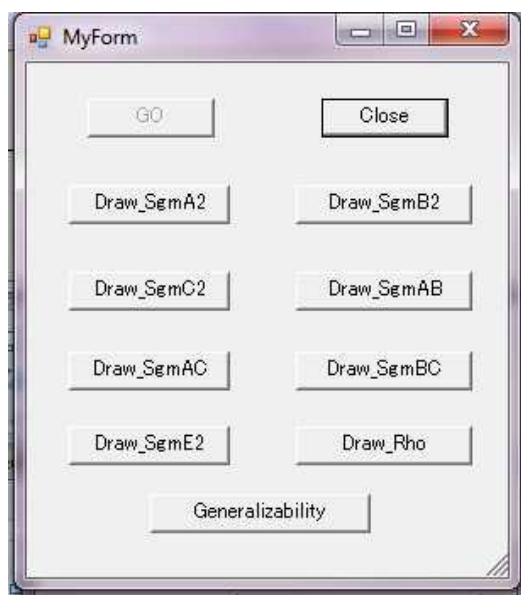 MyForm
GO Close
Draw_SgmA2 Draw_SgmB2
Draw_SgmC2 Draw_SgmAB
Draw_SgmAC Draw_SgmBC
Draw_SgmE2 Draw_Rho
Generalizability